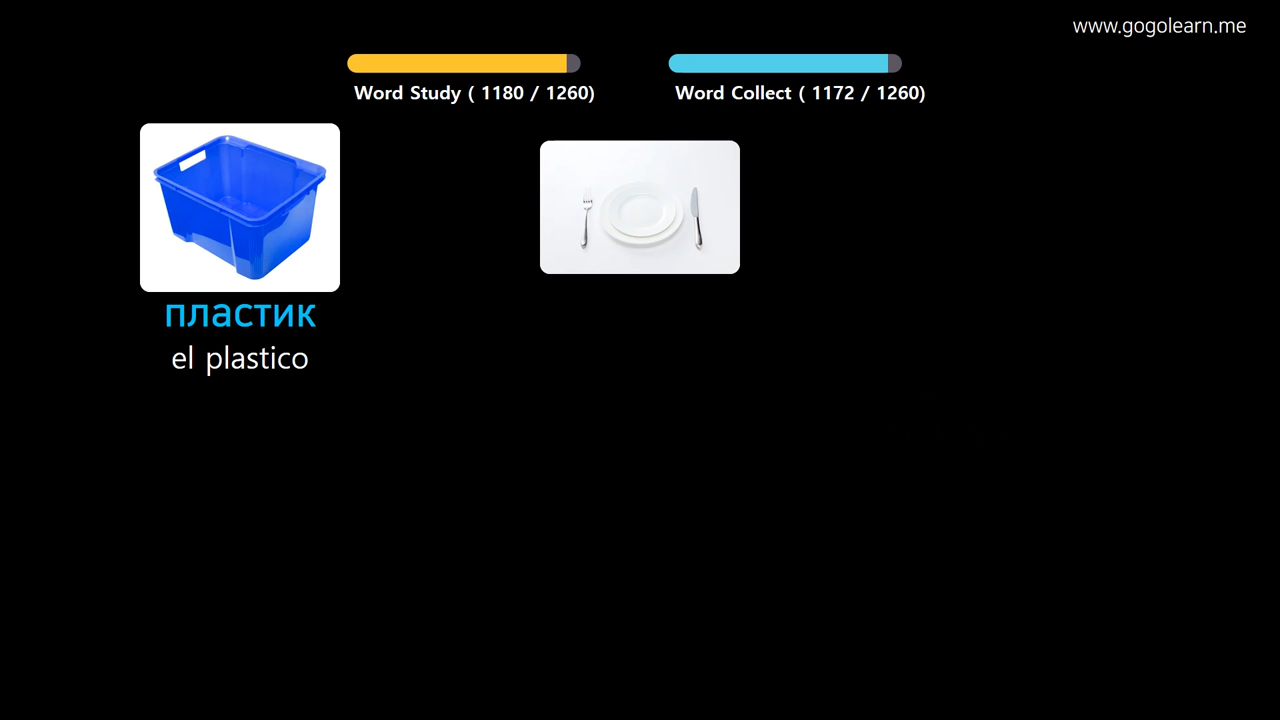 www.gogolearn.me
Word Study ( 1180 / 1260)
Word Collect ( 1172 / 1260)
пластик
el plastico